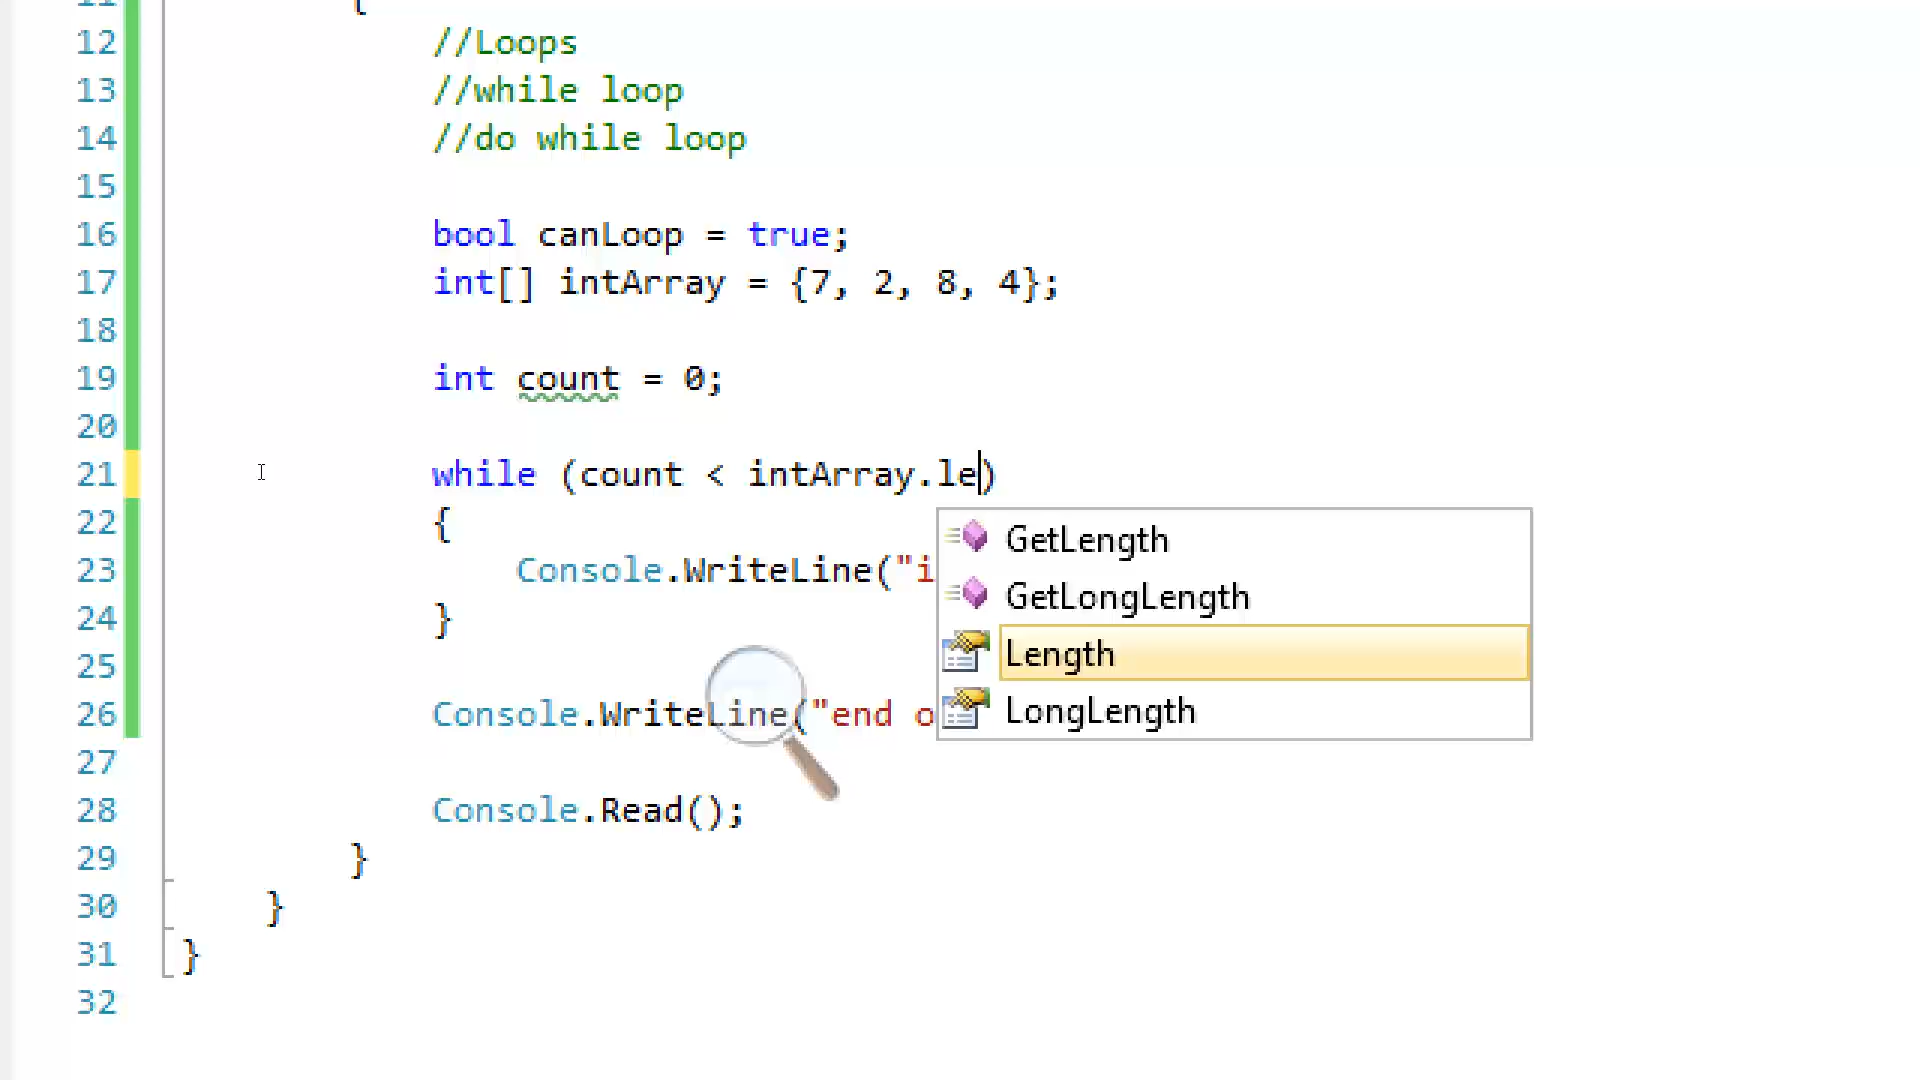 11 {
12 //Loops
13 //while loop
14 //do while loop
15
16 bool canLoop = true;
17 int[] intArray = {7, 2, 8, 4};
18
19 int count = 0;
20
21 while (count < intArray.le)
22 {
GetLength
23 Console.WriteLine("i
GetLongLength
24 }
25
Length
26 Console.WriteLine("end o
LongLength
27
28 Console.Read();
29 }
30 }
31 }
32